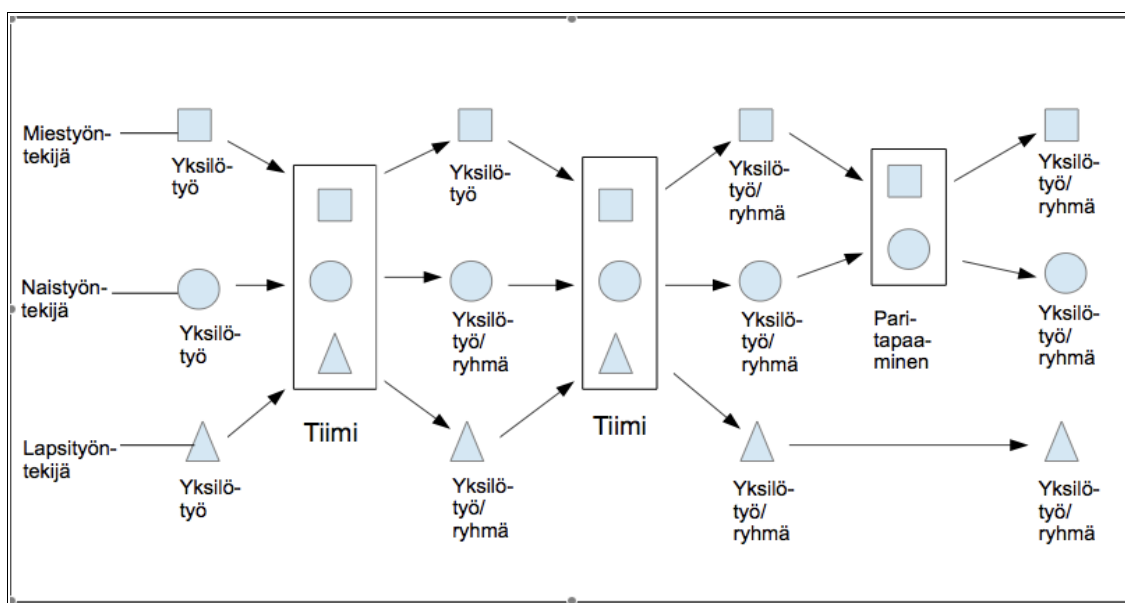 Miestyön-
tekijä
Yksilö-
työ
Yksilö-
työ
Yksilö-
työ/
ryhmä
Yksilö-
työ/
ryhmä
Naistyön-
tekijä
Yksilö-
työ
Yksilö-
työ/
ryhmä
Yksilö-
työ/
ryhmä
Pari-
tapaa-
minen
Yksilö-
työ/
ryhmä
Tiimi
Tiimi
Lapsityön-
tekijä
Yksilö-
työ
Yksilö-
työ/
ryhmä
Yksilö-
työ/
ryhmä
Yksilö-
työ/
ryhmä